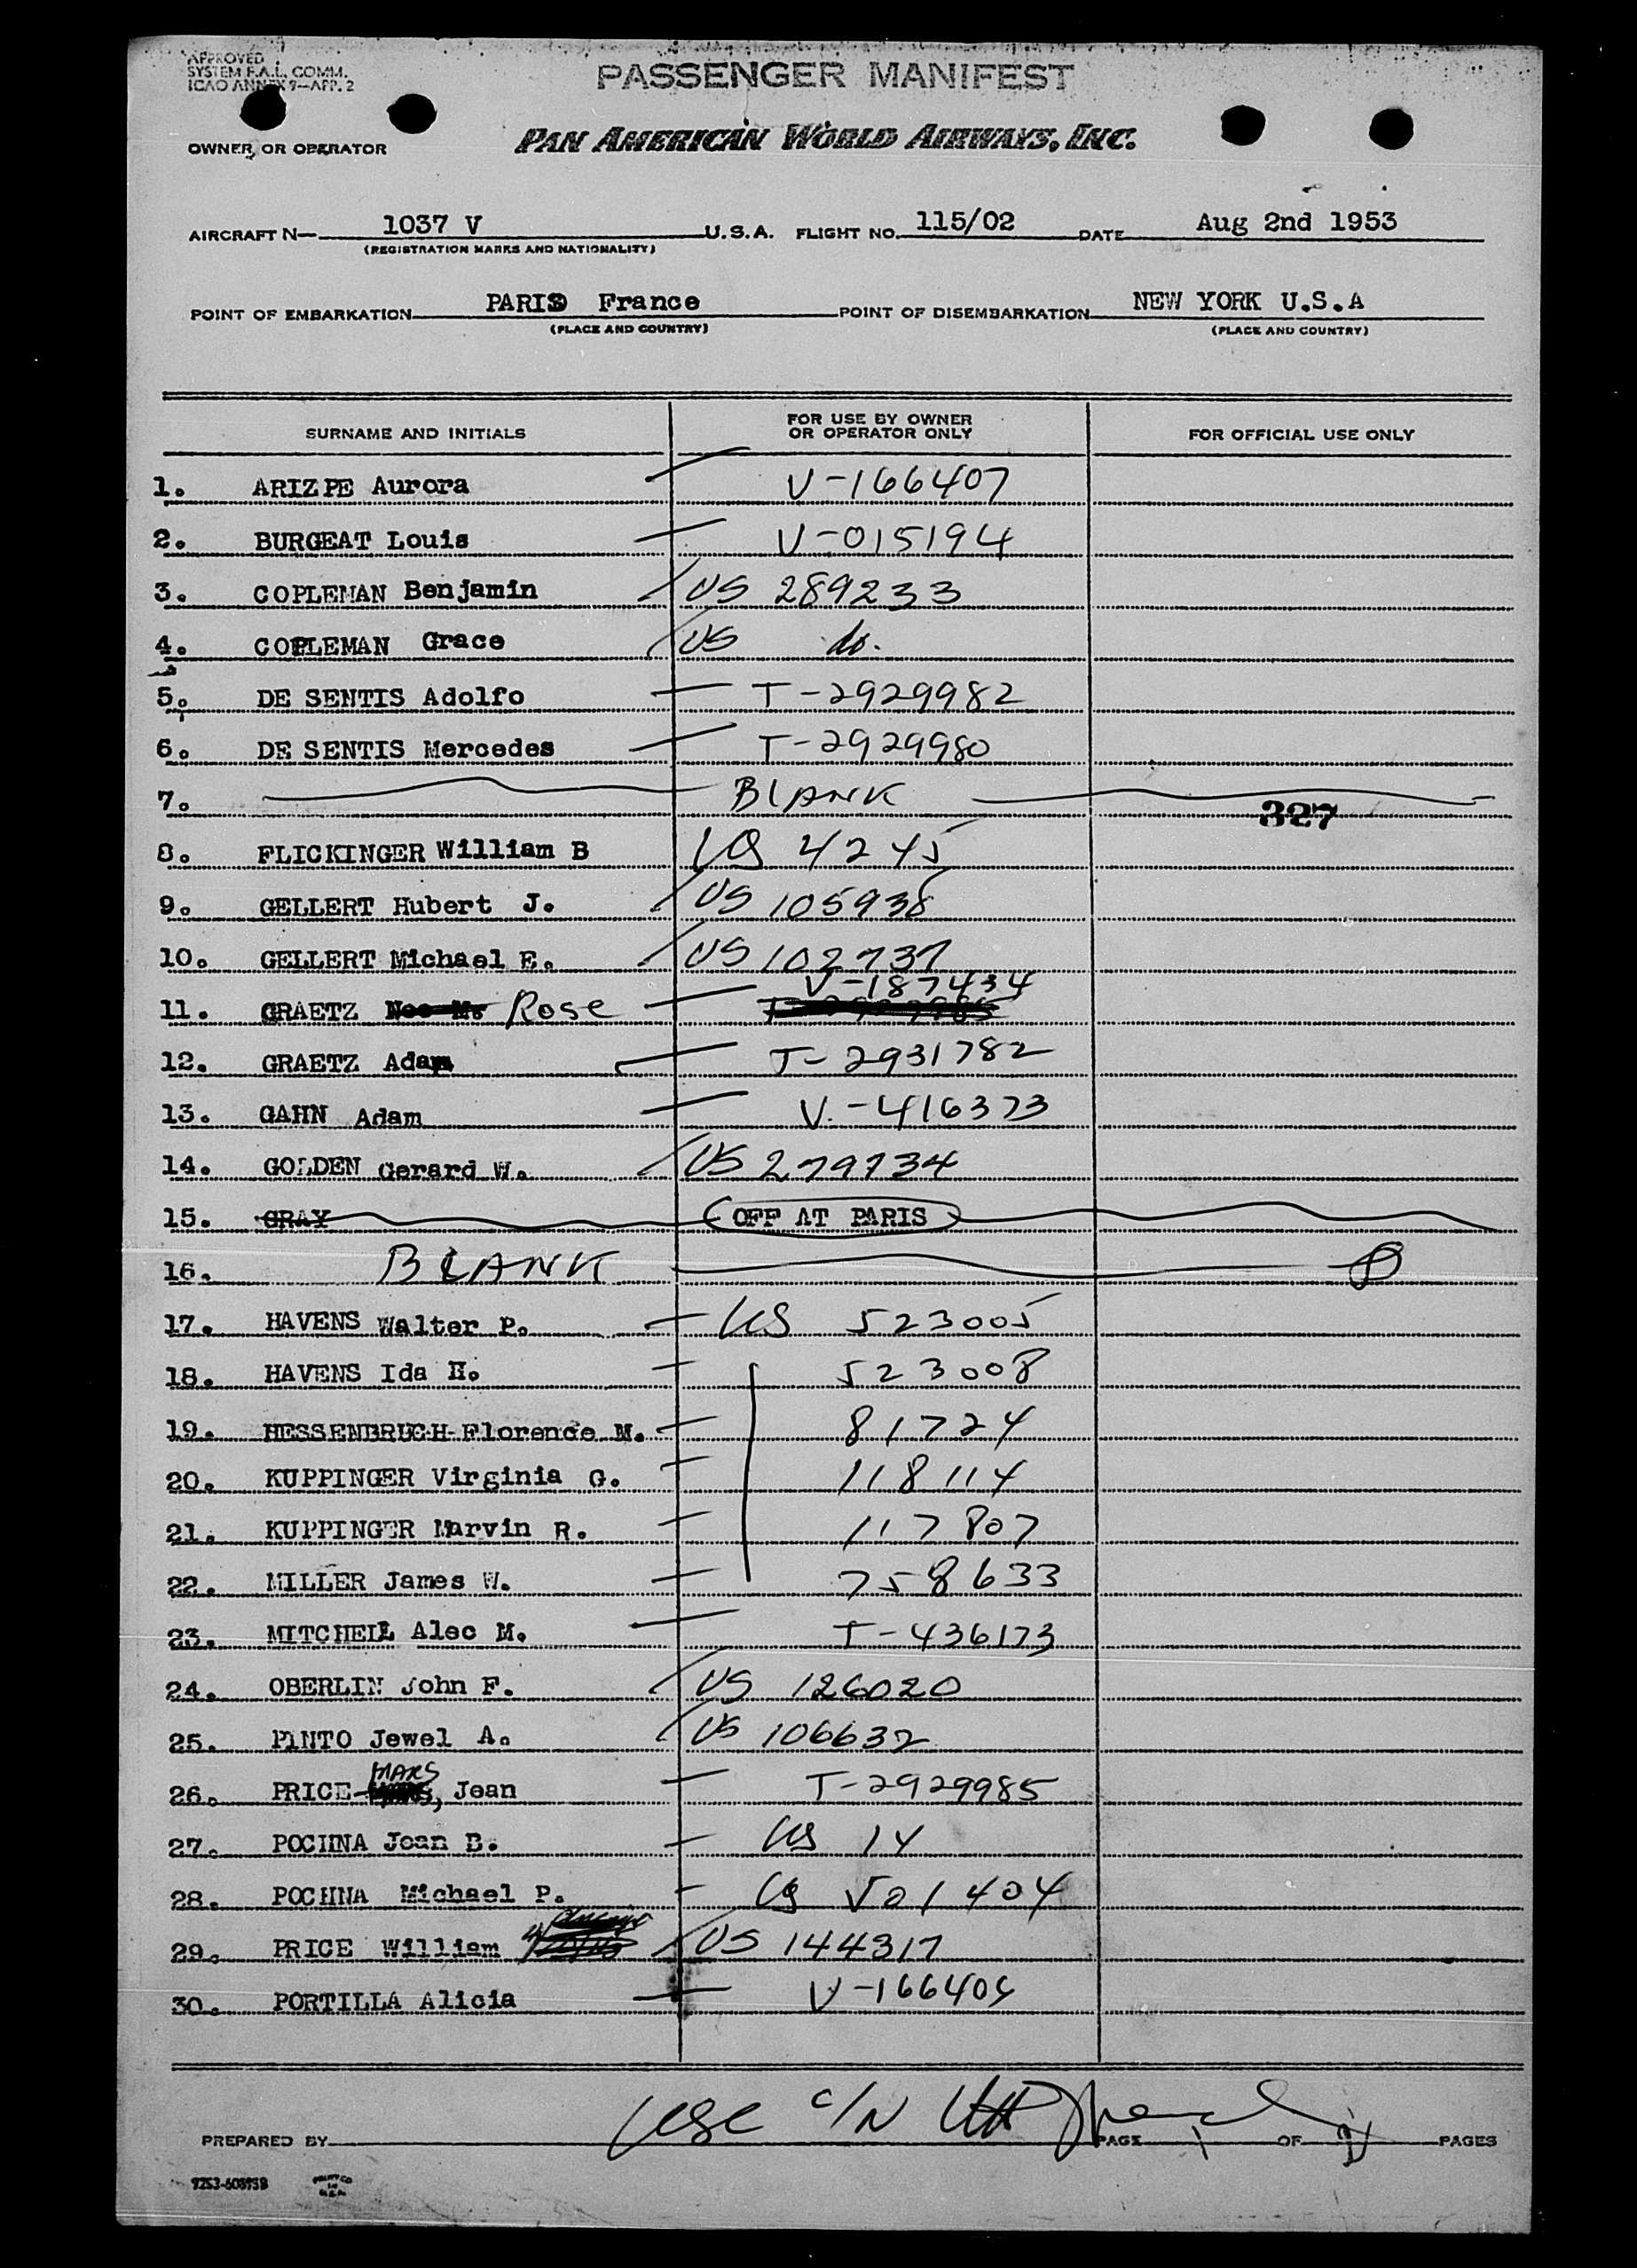 APPROVED
SYSTEM F.A.L. COMM.
ICAO ANNEX 9—APP. 2
PASSENGER MANIFEST
OWNER OR OPERATOR PAN AMERICAN WORLD AIRWAYS, INC.
AIRCRAFT N— 1037 V U.S.A. FLIGHT NO. 115/02 DATE Aug 2nd 1953
(REGISTRATION MARKS AND NATIONALITY)
POINT OF EMBARKATION PARIS France POINT OF DISEMBARKATION NEW YORK U.S.A
(PLACE AND COUNTRY) (PLACE AND COUNTRY)
SURNAME AND INITIALS FOR USE BY OWNER OR OPERATOR ONLY FOR OFFICIAL USE ONLY
1. ARIZPE Aurora V-166407
2. BURGEAT Louis V-015194
3. COPLEMAN Benjamin US 289233
4. COPLEMAN Grace US do.
5. DE SENTIS Adolfo T-2929982
6. DE SENTIS Mercedes T-2929980
7. BLANK
327
8. FLICKINGER William B US 4245
9. GELLERT Hubert J. US 105938
10. GELLERT Michael E. US 102737
11. GRAETZ Rose V-187434
12. GRAETZ Adam T-2931782
13. GAHN Adam V-416373
14. GOLDEN Gerard W. US 279734
15. GRAY OFF AT PARIS
16. BLANK
17. HAVENS Walter P. US 523005
18. HAVENS Ida H. 523008
19. HESSENBRUCH Florence M. 81724
20. KUPPINGER Virginia G. 118114
21. KUPPINGER Marvin R. 117807
22. MILLER James W. 758633
23. MITCHELL Alec M. T-436173
24. OBERLIN John F. US 126020
25. PINTO Jewel A. US 106632
26. PRICE-MARS, Jean T-2929985
27. POCHNA Joan B. US 14
28. POCHNA Michael P. US 501404
29. PRICE William US 144317
30. PORTILLA Alicia V-166405
PREPARED BY PAGE 1 OF PAGES
9253-60895B